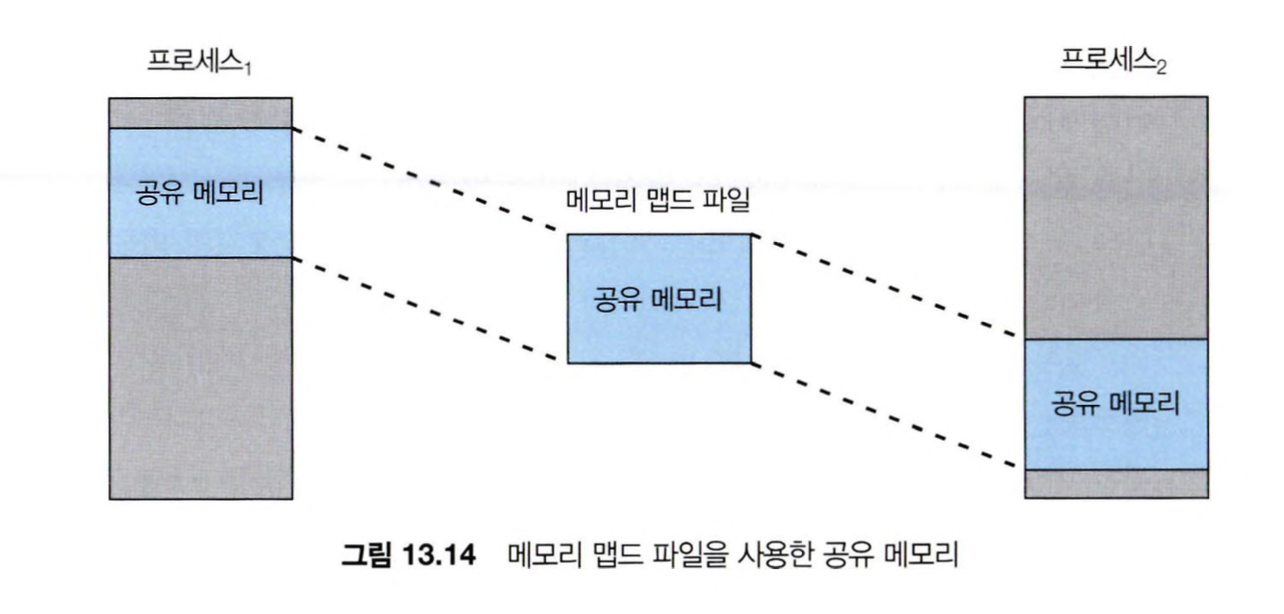 프로세스1
프로세스2
공유 메모리
메모리 맵드 파일
공유 메모리
공유 메모리
그림 13.14 메모리 맵드 파일을 사용한 공유 메모리